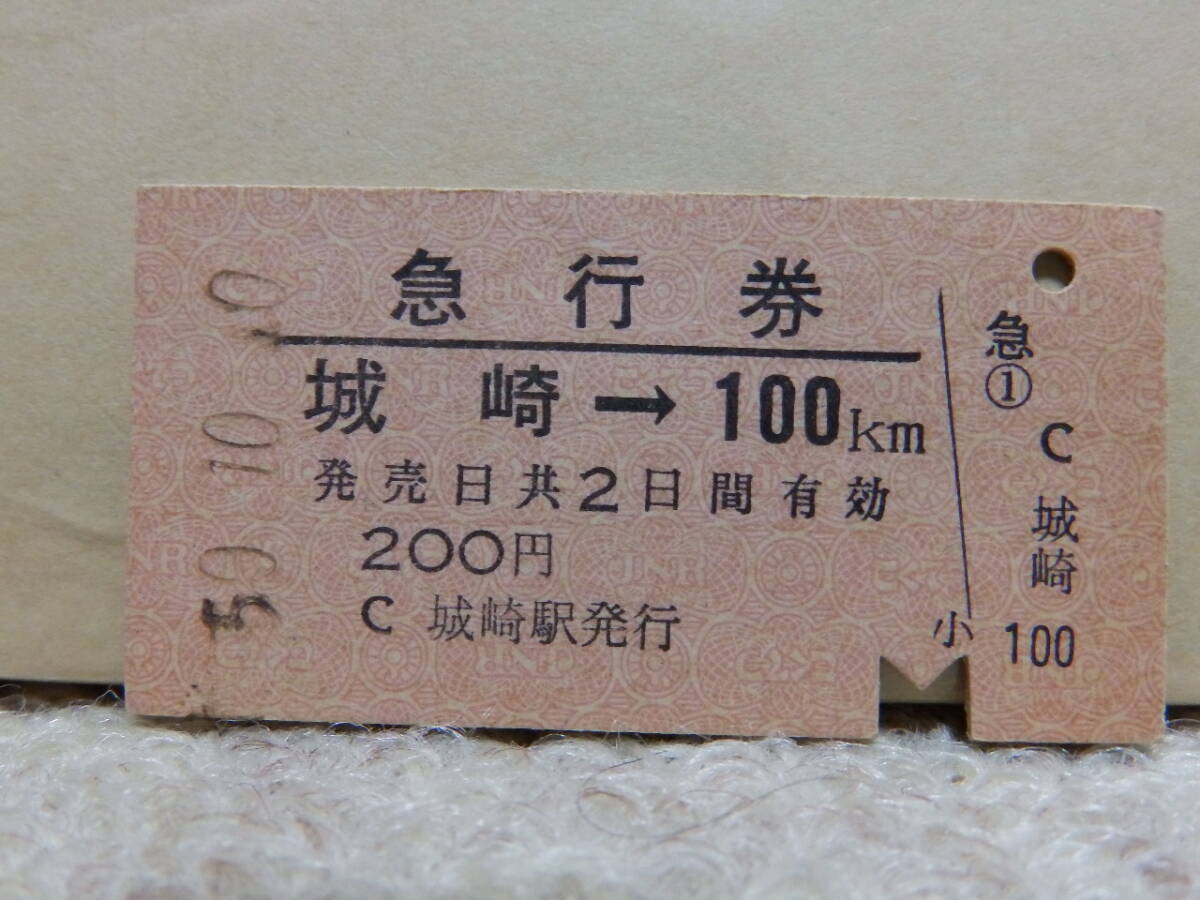 急行券
城崎→100km
発売日共2日間有効
200円
C 城崎駅発行
小
急
①
C
城崎
100